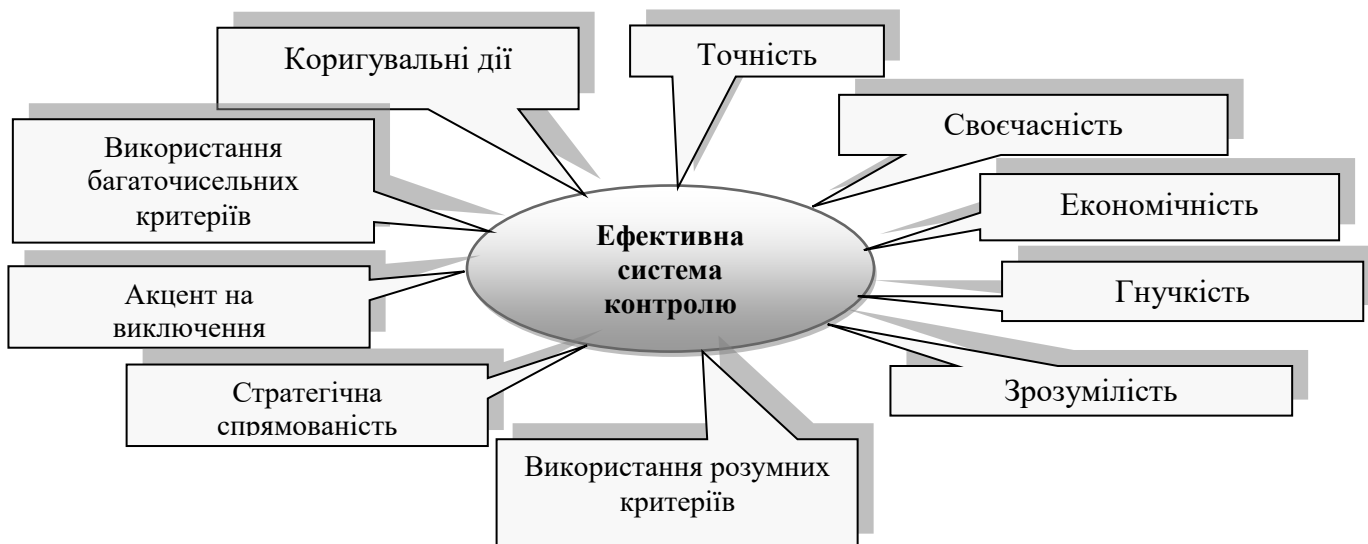 Коригувальні дії
Точність
Своєчасність
Використання
багаточисельних
критеріїв
Економічність
Ефективна
система
контролю
Акцент на
виключення
Гнучкість
Стратегічна
спрямованість
Зрозумілість
Використання розумних
критеріїв